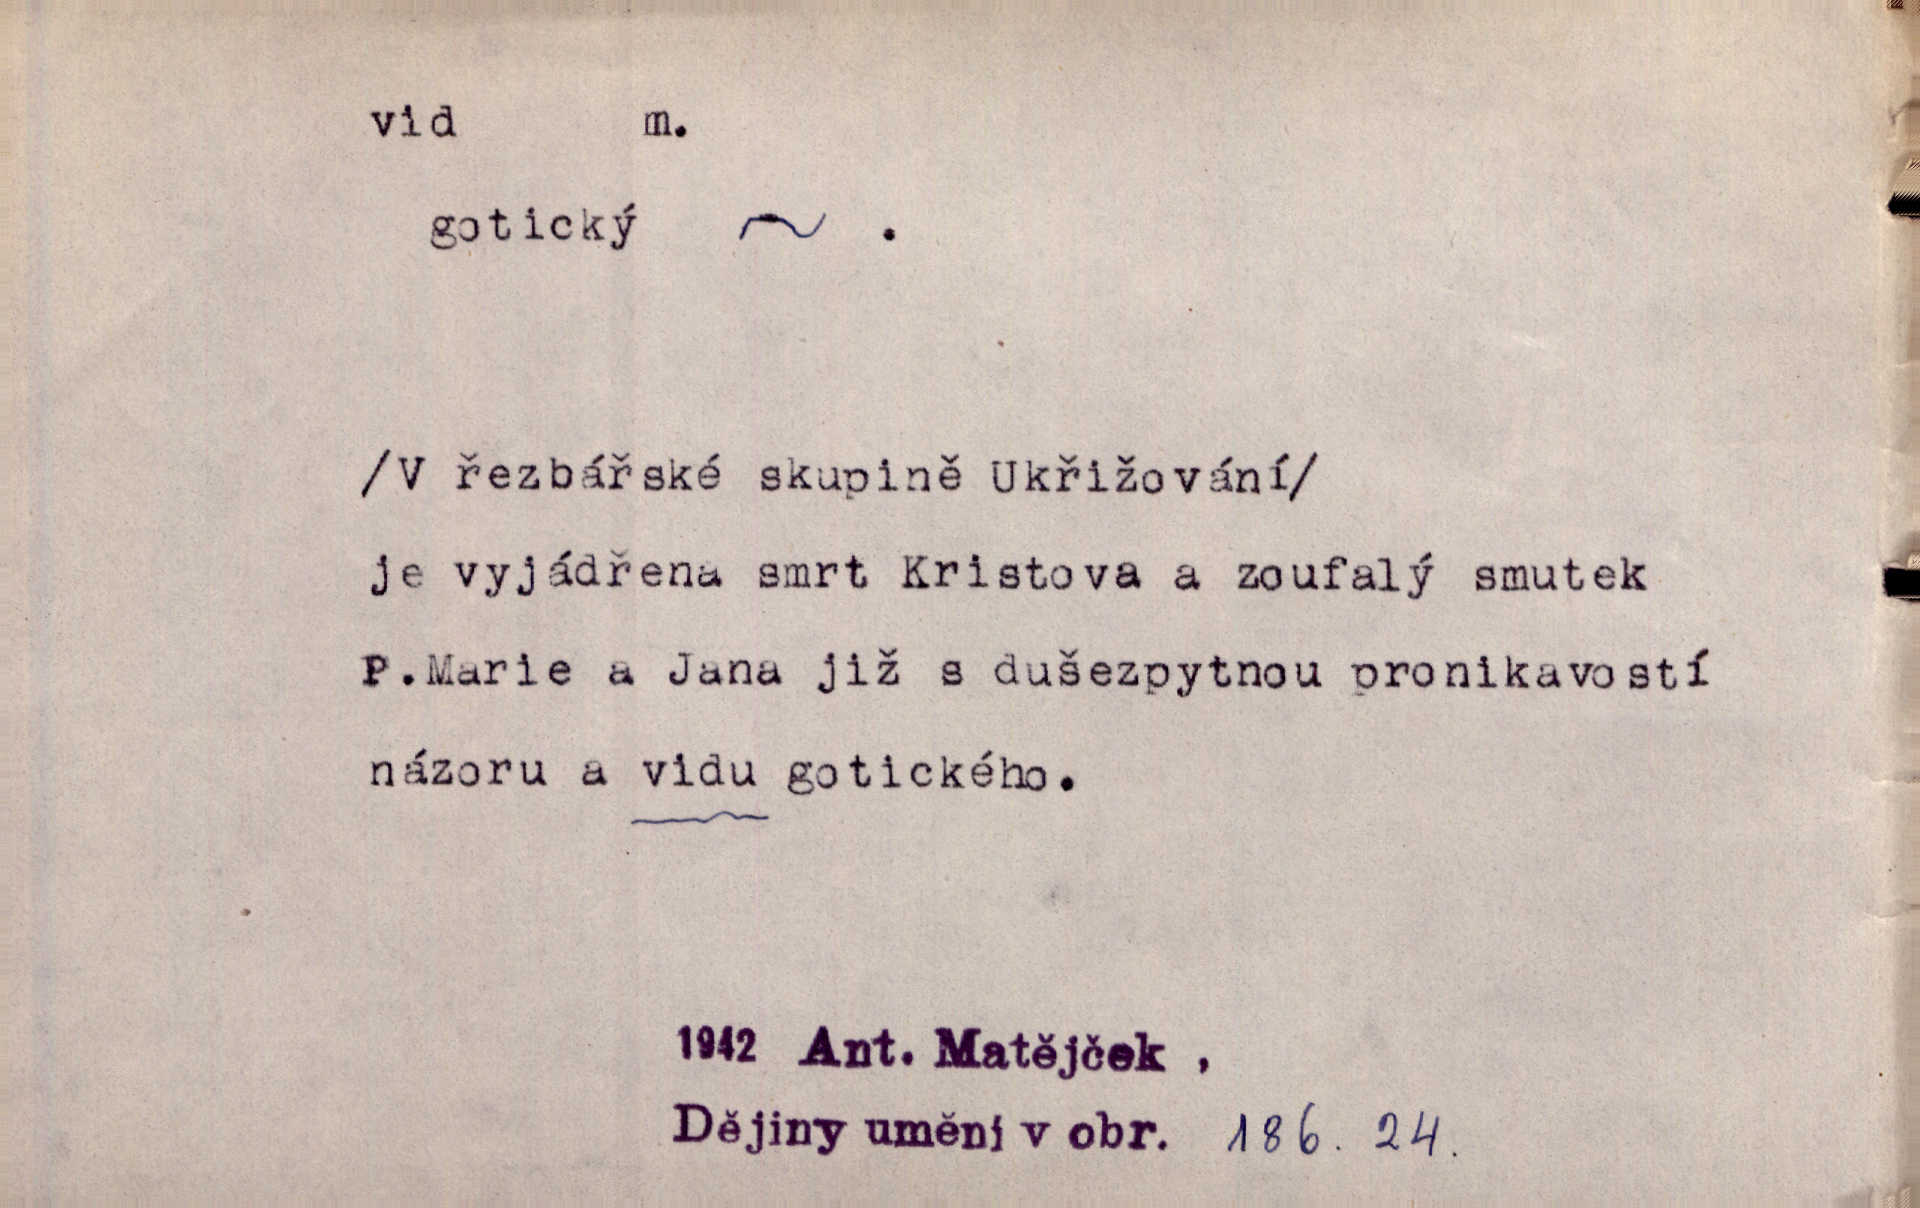 vid m.
gotický ~ .
/V řezbářské skupině Ukřižování/
je vyjádřena smrt Kristova a zoufalý smutek
P.Marie a Jana již s dušezpytnou pronikavostí
názoru a vidu gotického.
1942 Ant. Matějček ,
Dějiny umění v obr. 186. 24.